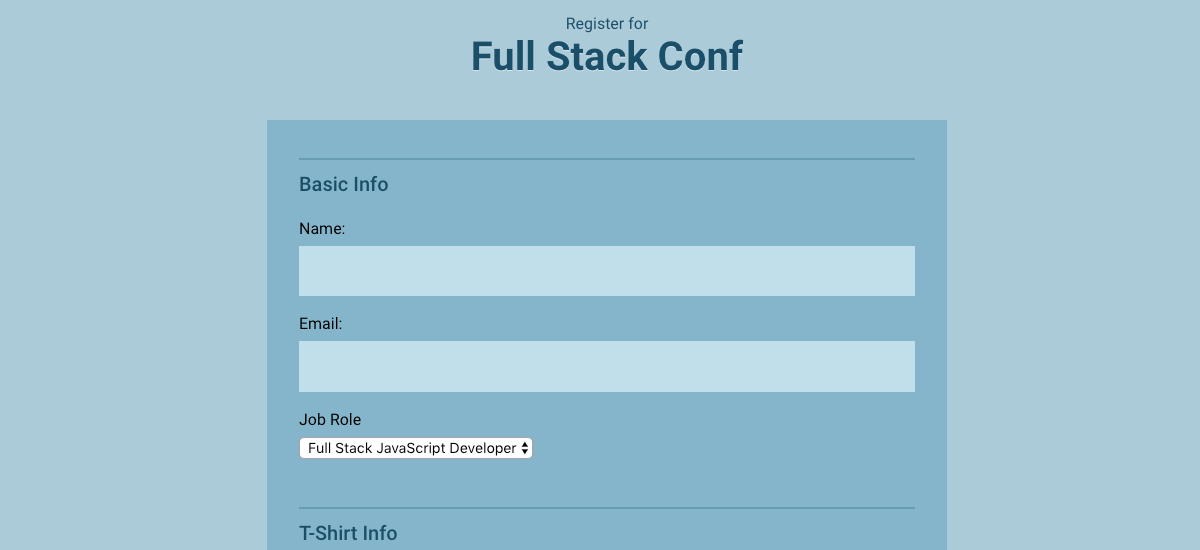 Register for
Full Stack Conf
Basic Info
Name:
Email:
Job Role
Full Stack JavaScript Developer
T-Shirt Info